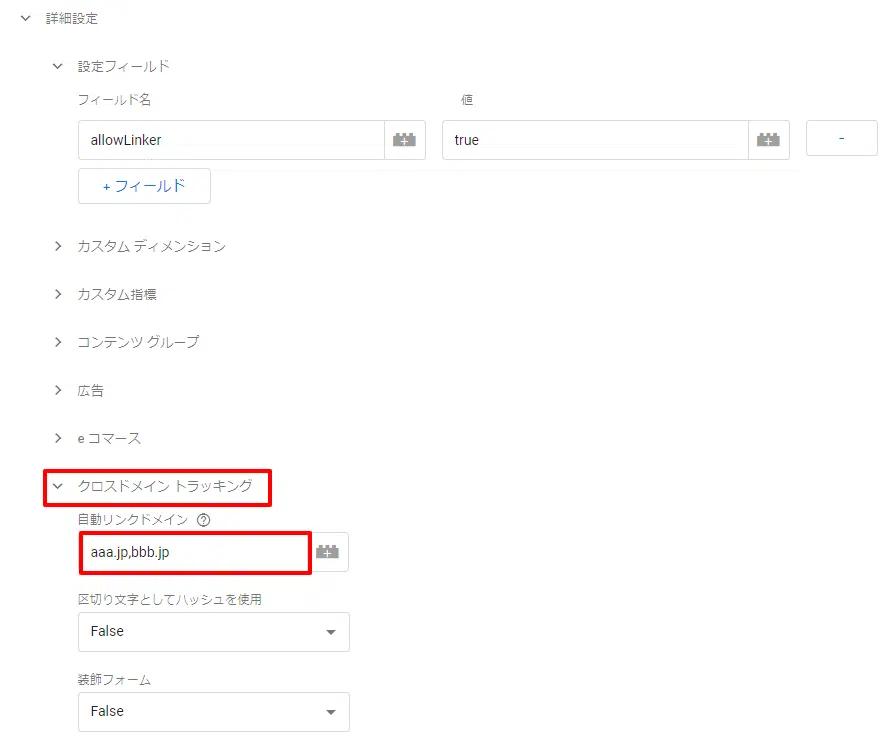 詳細設定
設定フィールド
フィールド名 値
allowLinker true -
+ フィールド
カスタム ディメンション
カスタム指標
コンテンツ グループ
広告
e コマース
クロスドメイン トラッキング
自動リンクドメイン ?
aaa.jp,bbb.jp
区切り文字としてハッシュを使用
False
装飾フォーム
False